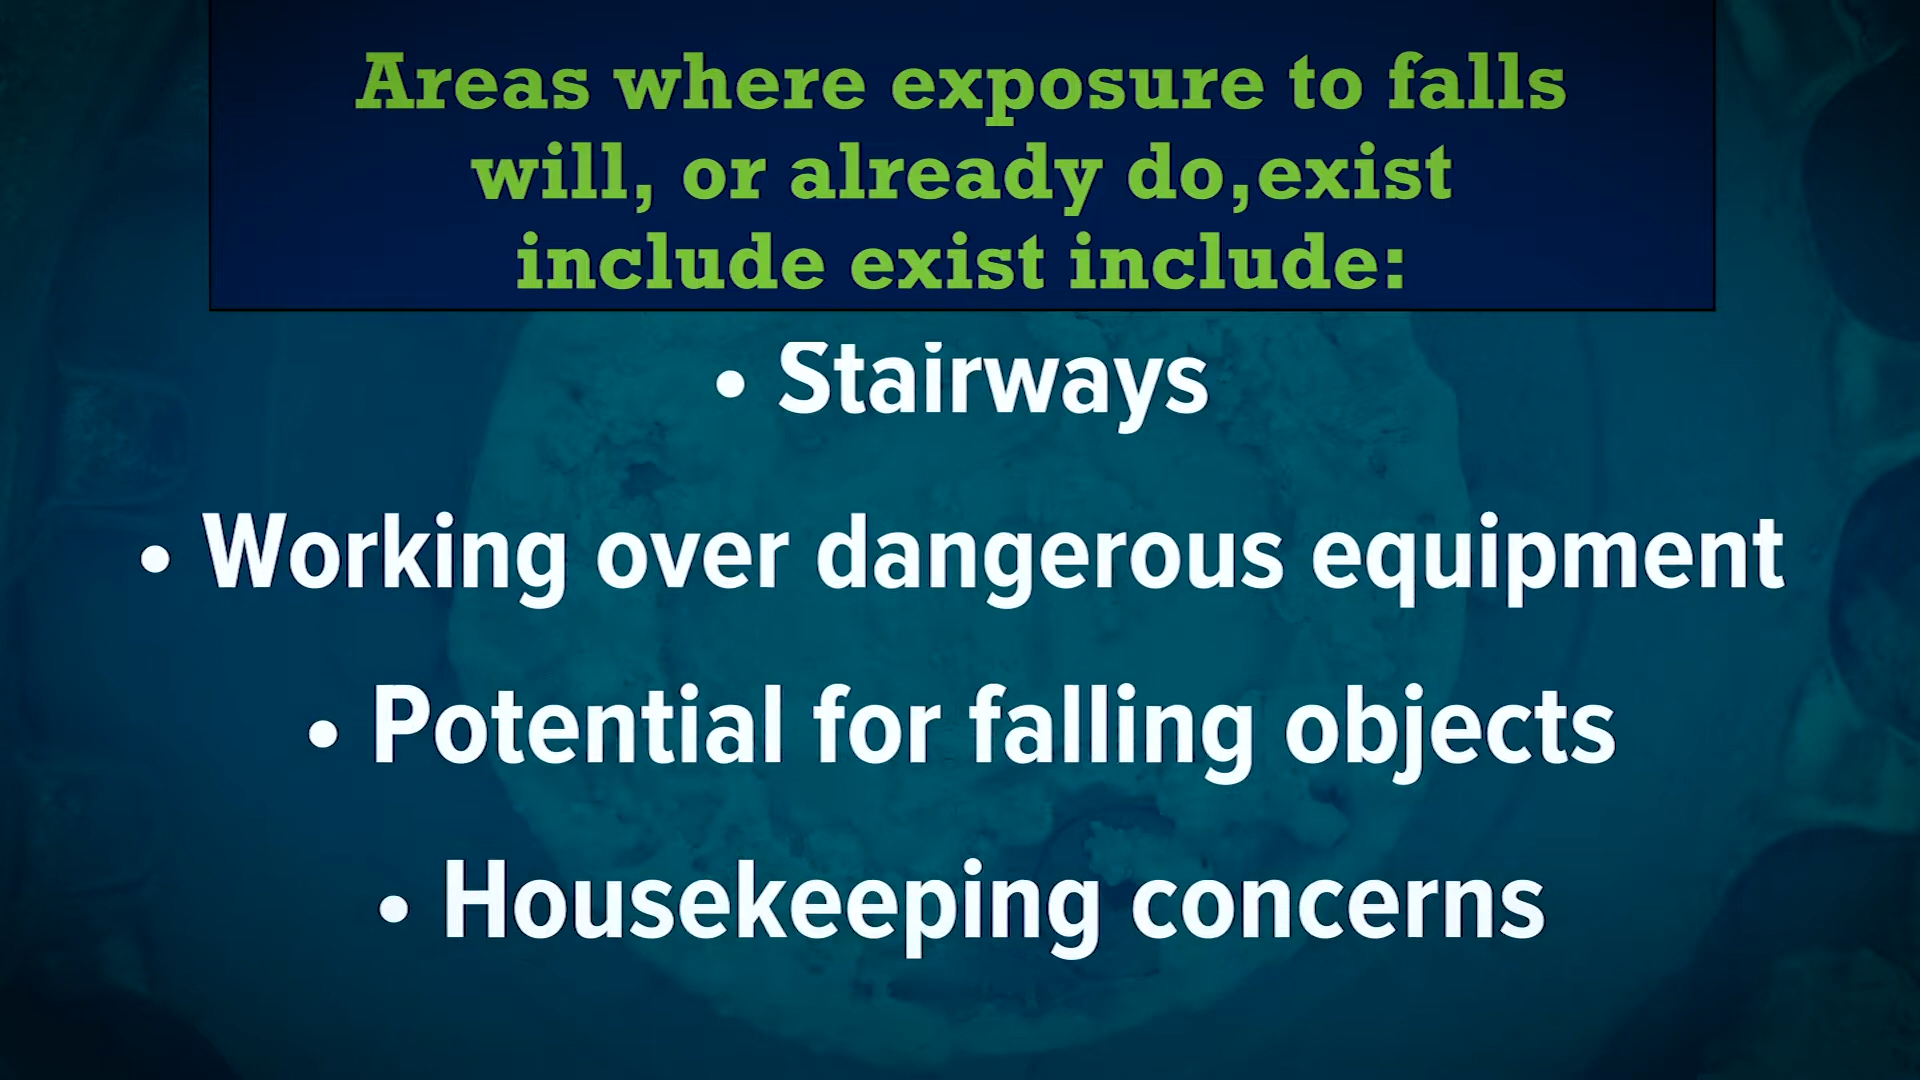 Areas where exposure to falls
will, or already do,exist
include exist include:
• Stairways
• Working over dangerous equipment
• Potential for falling objects
• Housekeeping concerns